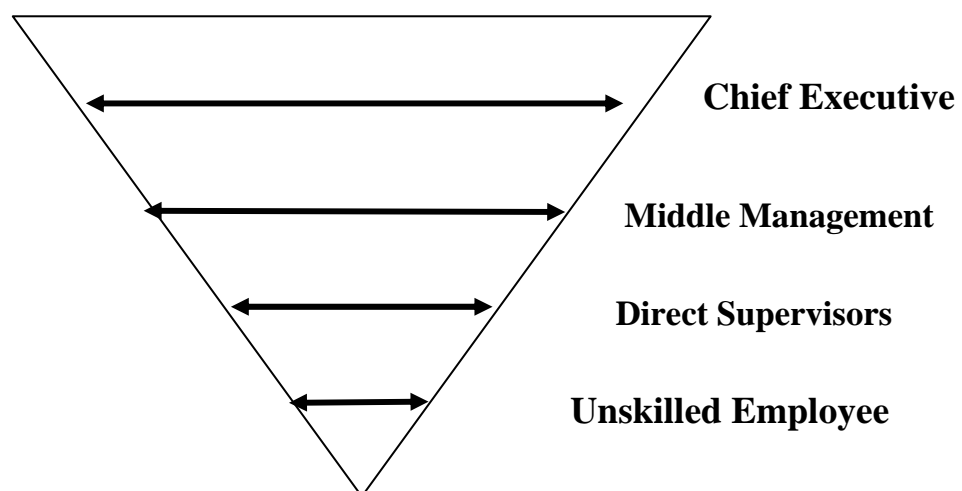 Chief Executive
Middle Management
Direct Supervisors
Unskilled Employee